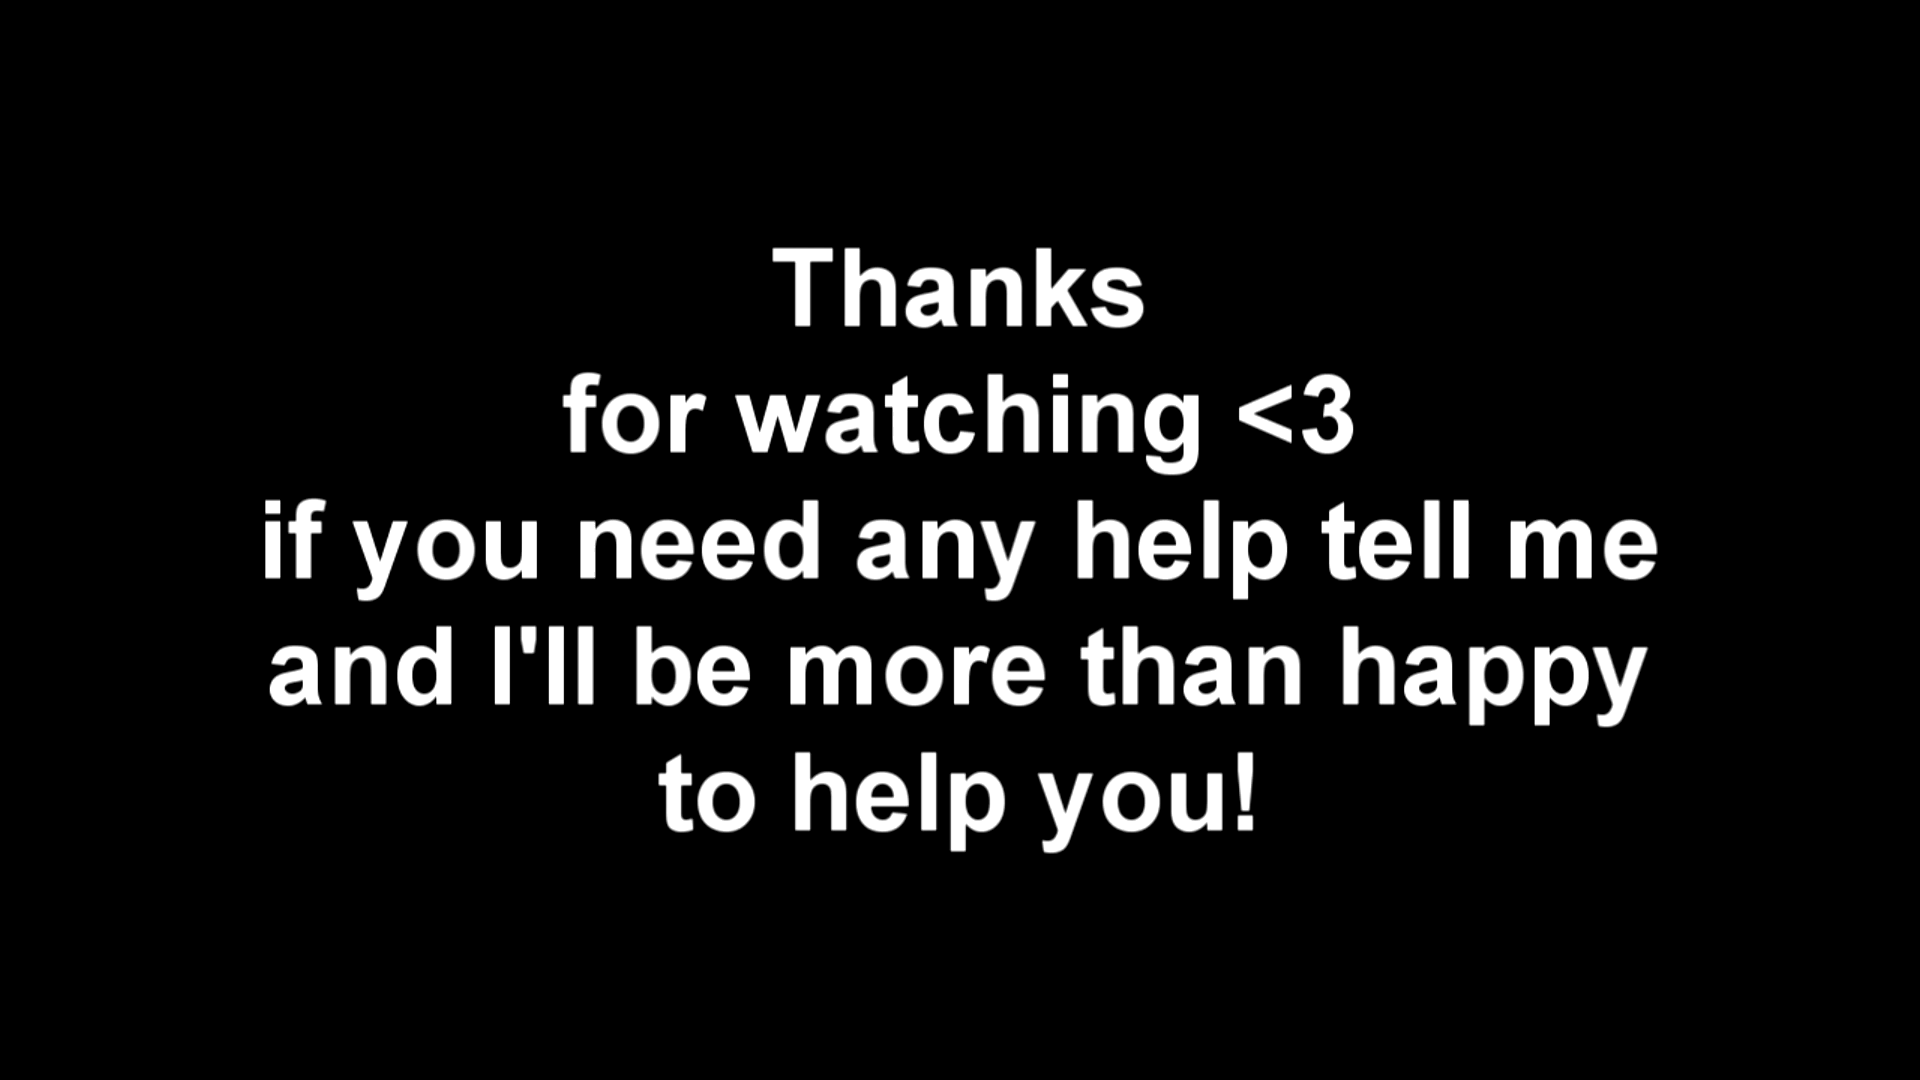 Thanks
for watching <3
if you need any help tell me
and I'll be more than happy
to help you!